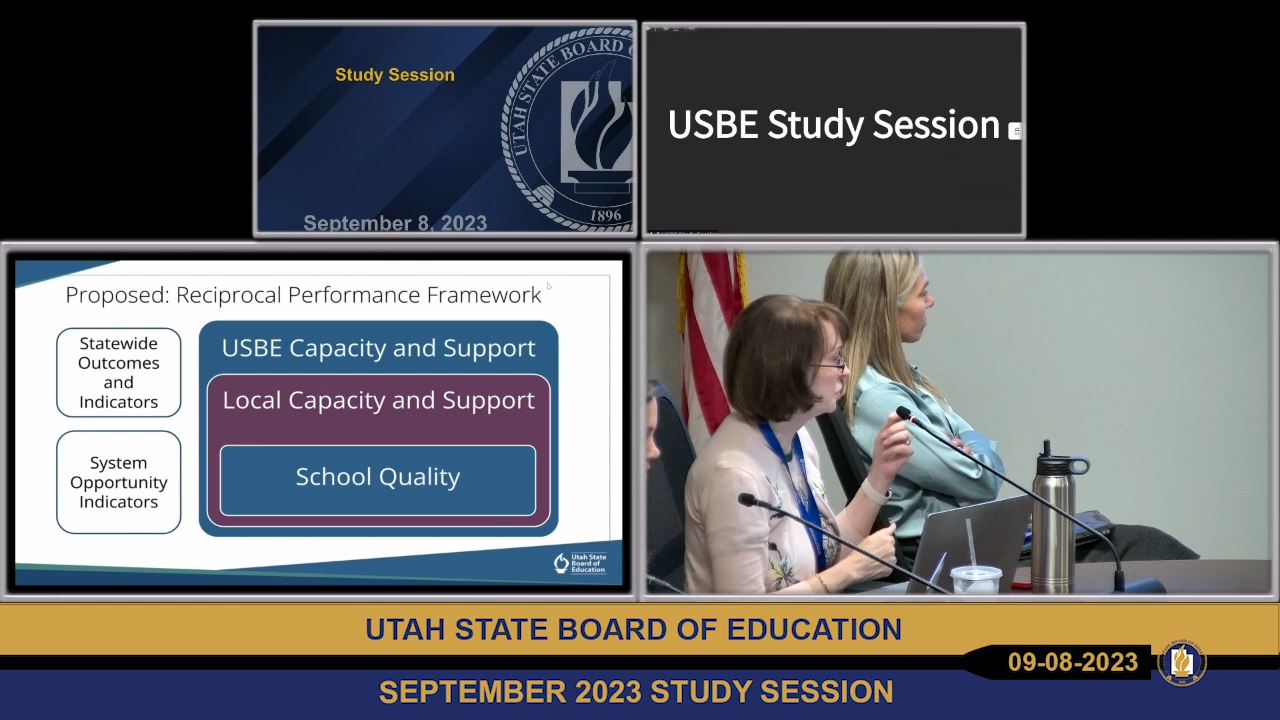 Study Session
UTAH STATE BOARD O
1896
September 8, 2023
USBE Study Session
Proposed: Reciprocal Performance Framework
Statewide
Outcomes
and
Indicators
System
Opportunity
Indicators
USBE Capacity and Support
Local Capacity and Support
School Quality
Utah State
Board of
Education
UTAH STATE BOARD OF EDUCATION
09-08-2023
SEPTEMBER 2023 STUDY SESSION